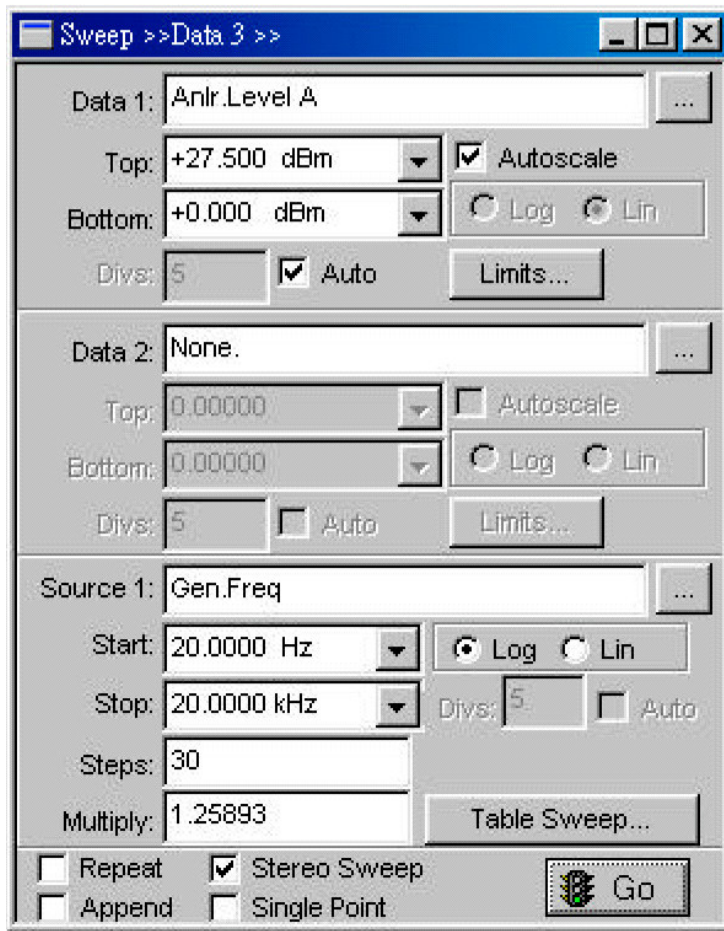 Sweep >>Data 3 >>
Data 1: Anlr.Level A ...
Top: +27.500 dBm Autoscale
Bottom: +0.000 dBm Log Lin
Divs: 5 Auto Limits...
Data 2: None. ...
Top: 0.00000 Autoscale
Bottom: 0.00000 Log Lin
Divs: 5 Auto Limits...
Source 1: Gen.Freq ...
Start: 20.0000 Hz Log Lin
Stop: 20.0000 kHz Divs: 5 Auto
Steps: 30
Multiply: 1.25893 Table Sweep...
Repeat Stereo Sweep Go
Append Single Point